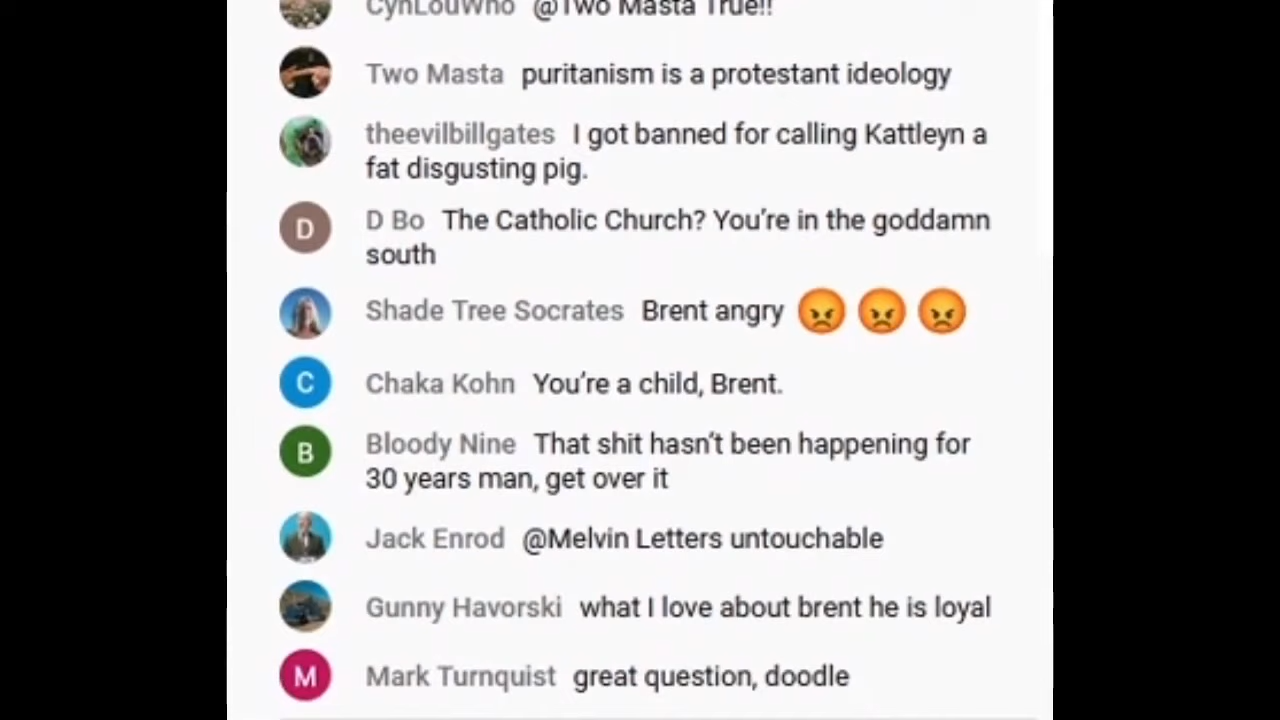 CynLouWho @Two Masta True!!
Two Masta puritanism is a protestant ideology
theevilbillgates I got banned for calling Kattleyn a
fat disgusting pig.
D
D Bo The Catholic Church? You're in the goddamn
south
Shade Tree Socrates Brent angry 😡 😡 😡
C
Chaka Kohn You're a child, Brent.
B
Bloody Nine That shit hasn't been happening for
30 years man, get over it
Jack Enrod @Melvin Letters untouchable
Gunny Havorski what I love about brent he is loyal
M
Mark Turnquist great question, doodle